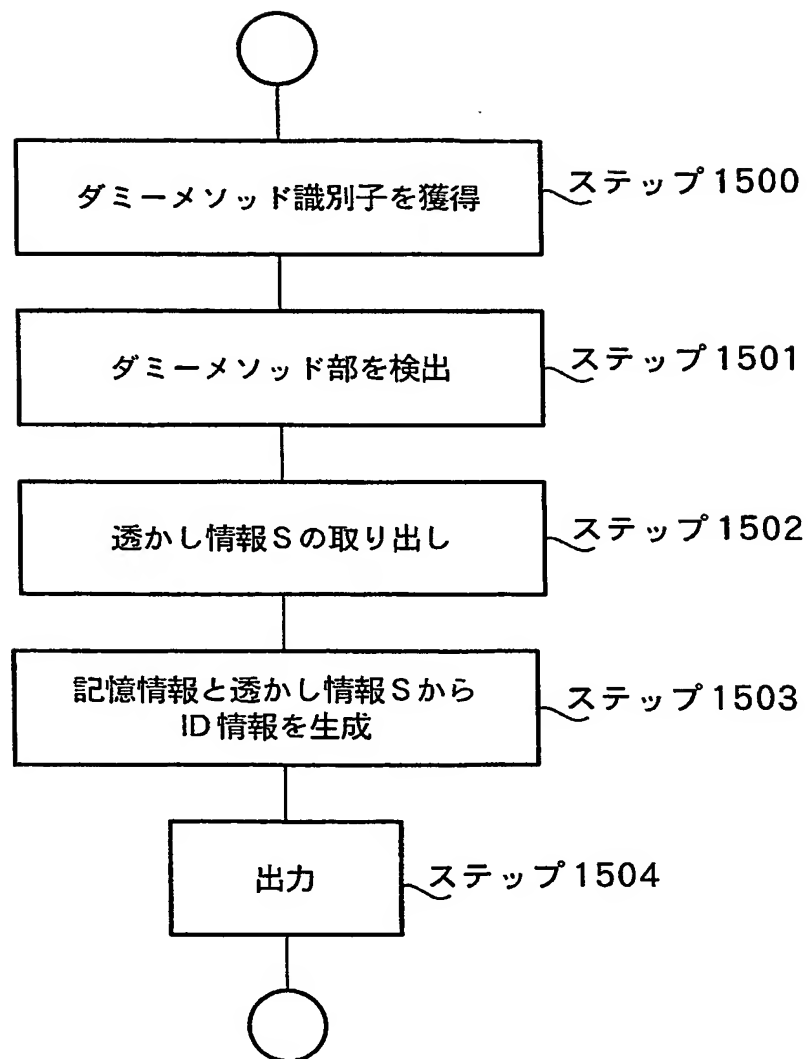 ダミーメソッド識別子を獲得
ステップ1500
ダミーメソッド部を検出
ステップ1501
透かし情報Sの取り出し
ステップ1502
記憶情報と透かし情報Sから
ID情報を生成
ステップ1503
出力
ステップ1504